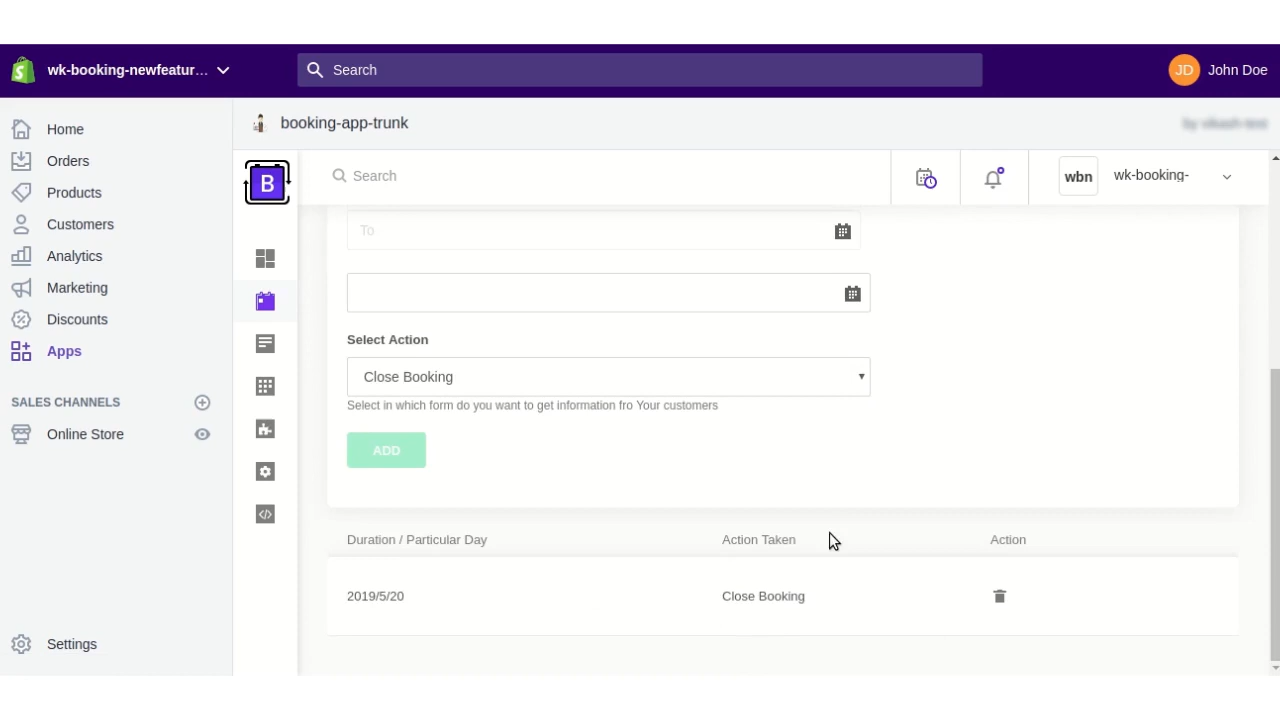 wk-booking-newfeatur...
Search
JD
John Doe
Home
Orders
Products
Customers
Analytics
Marketing
Discounts
Apps
SALES CHANNELS
Online Store
Settings
booking-app-trunk
B
Search
wbn
wk-booking-
To
Select Action
Close Booking
Select in which form do you want to get information fro Your customers
ADD
Duration / Particular Day
Action Taken
Action
2019/5/20
Close Booking